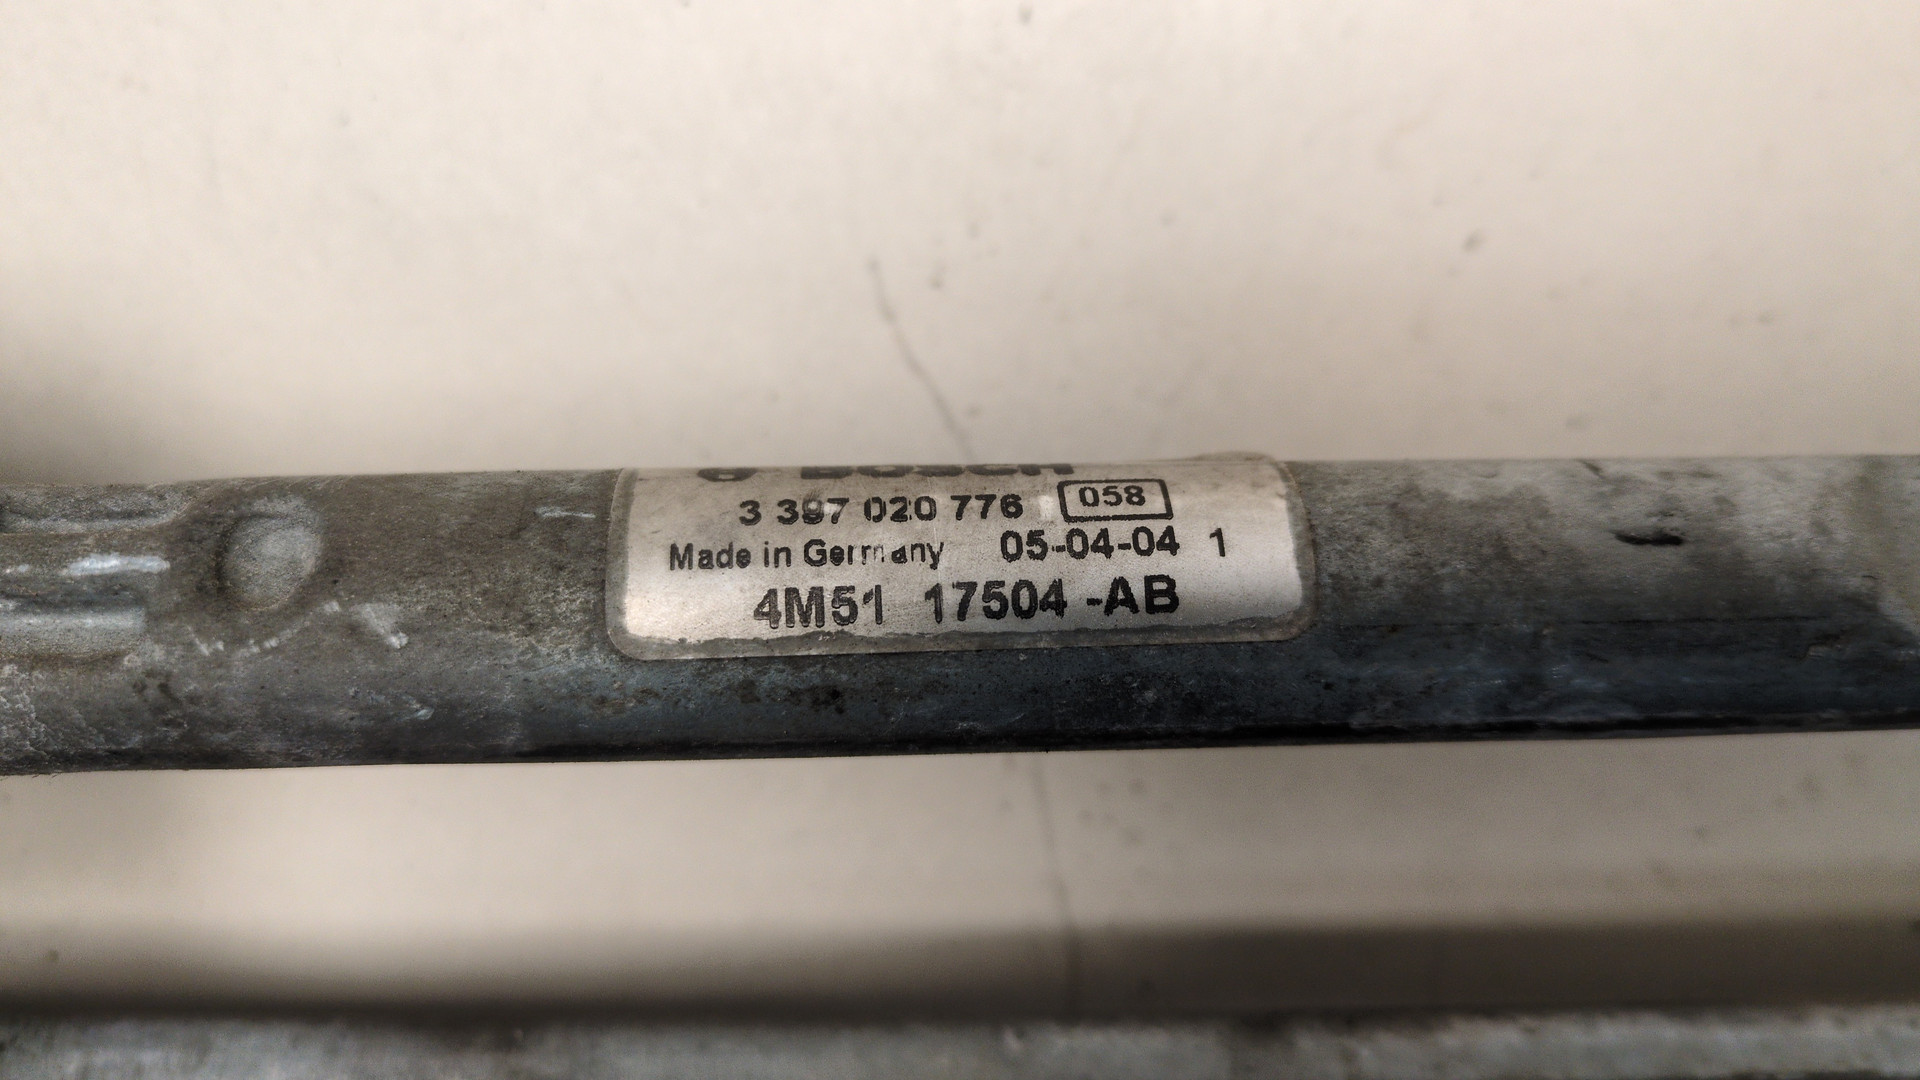 Bosch
3 397 020 776 058
Made in Germany 05-04-04 1
4M51 17504 -AB